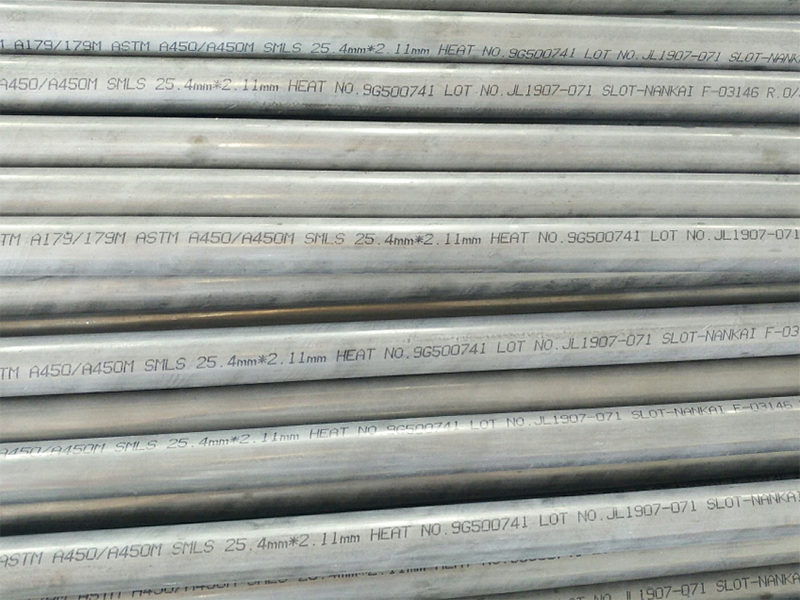 A179/179M ASTM A450/A450M SMLS 25.4mm*2.11mm HEAT NO.9G500741 LOT NO.JL1907-071 SLOT-NANK
A450/A450M SMLS 25.4mm*2.11mm HEAT NO.9G500741 LOT NO.JL1907-071 SLOT-NANKAI F-03146 R.O/
TM A179/179M ASTM A450/A450M SMLS 25.4mm*2.11mm HEAT NO.9G500741 LOT NO.JL1907-071
TM A450/A450M SMLS 25.4mm*2.11mm HEAT NO.9G500741 LOT NO.JL1907-071 SLOT-NANKAI F-03
A450/A450M SMLS 25.4mm*2.11mm HEAT NO.9G500741 LOT NO.JL1907-071 SLOT-NANKAI F-03146
ASTM A450/A450M SMLS 25.4mm*2.11mm HEAT NO.9G500741 LOT NO.JL1907-071 SLOT-NANKA
LOT NO.JL1907-071 SLOT-NANKA